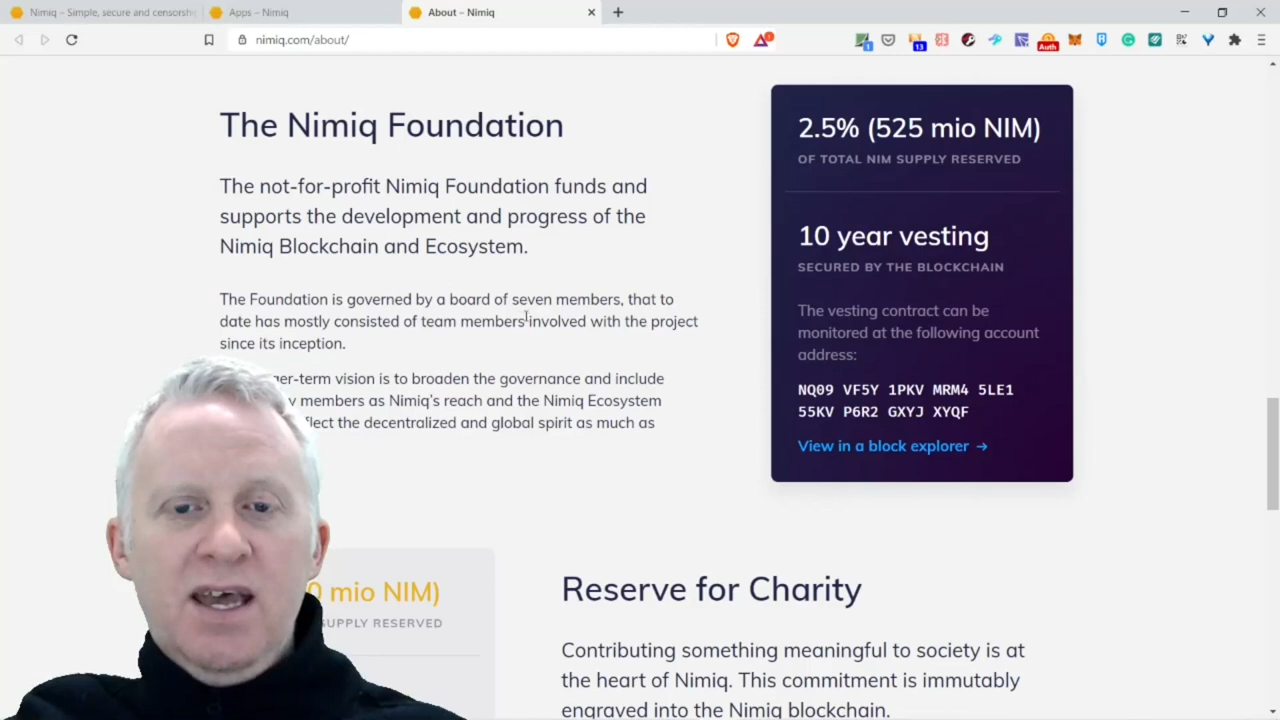 Nimiq – Simple, secure and censorshi
Apps – Nimiq
About – Nimiq
nimiq.com/about/
1
13
Auth
The Nimiq Foundation
The not-for-profit Nimiq Foundation funds and
supports the development and progress of the
Nimiq Blockchain and Ecosystem.
The Foundation is governed by a board of seven members, that to
date has mostly consisted of team members involved with the project
since its inception.
vision is to broaden the governance and include
members as Nimiq's reach and the Nimiq Ecosystem
the decentralized and global spirit as much as
2.5% (525 mio NIM)
OF TOTAL NIM SUPPLY RESERVED
10 year vesting
SECURED BY THE BLOCKCHAIN
The vesting contract can be
monitored at the following account
address:
NQ09 VF5Y 1PKV MRM4 5LE1
55KV P6R2 GXYJ XYQF
View in a block explorer →
mio NIM)
SUPPLY RESERVED
Reserve for Charity
Contributing something meaningful to society is at
the heart of Nimiq. This commitment is immutably
engraved into the Nimiq blockchain.